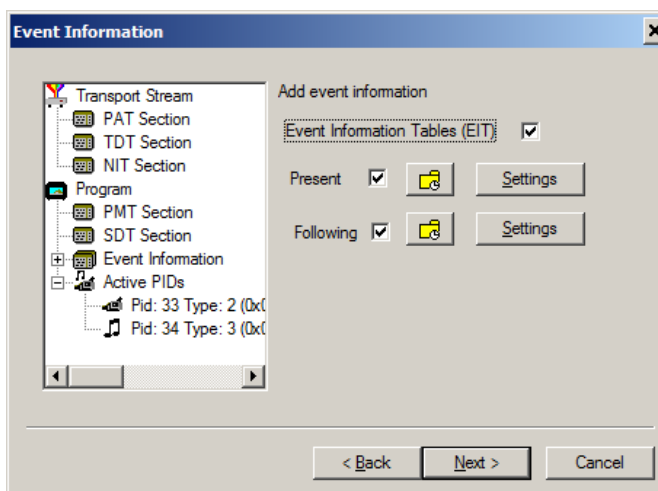 Event Information
Transport Stream
PAT Section
TDT Section
NIT Section
Program
PMT Section
SDT Section
Event Information
Active PIDs
Pid: 33 Type: 2 (0x0
Pid: 34 Type: 3 (0x0
Add event information
Event Information Tables (EIT)
Present
Settings
Following
Settings
< Back
Next >
Cancel